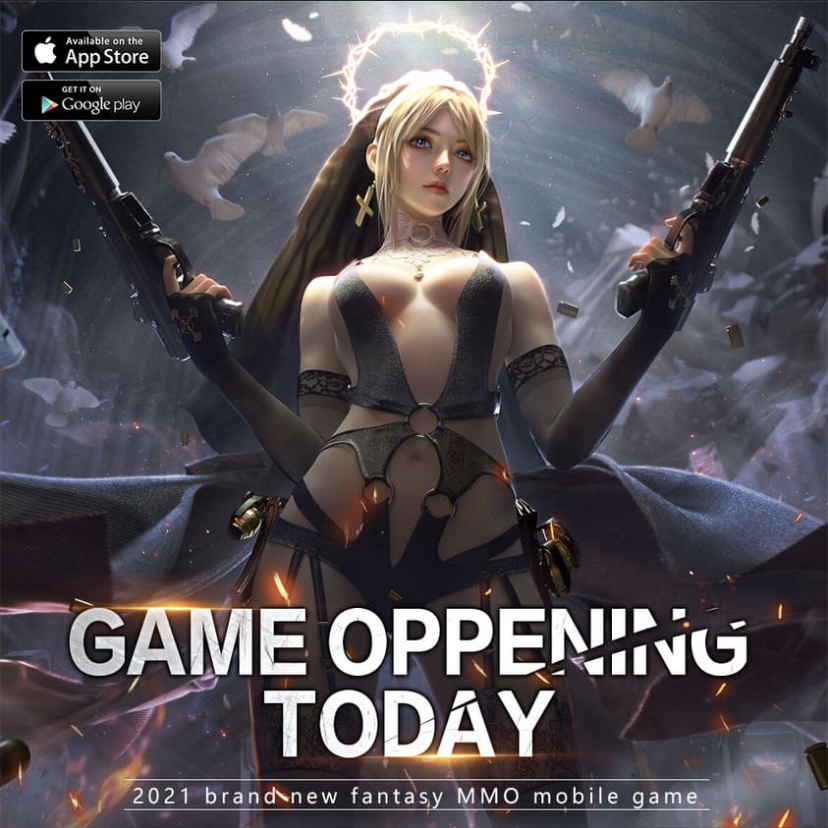 Available on the
App Store
GET IT ON
Google play
GAME OPPENING
TODAY
2021 brand new fantasy MMO mobile game